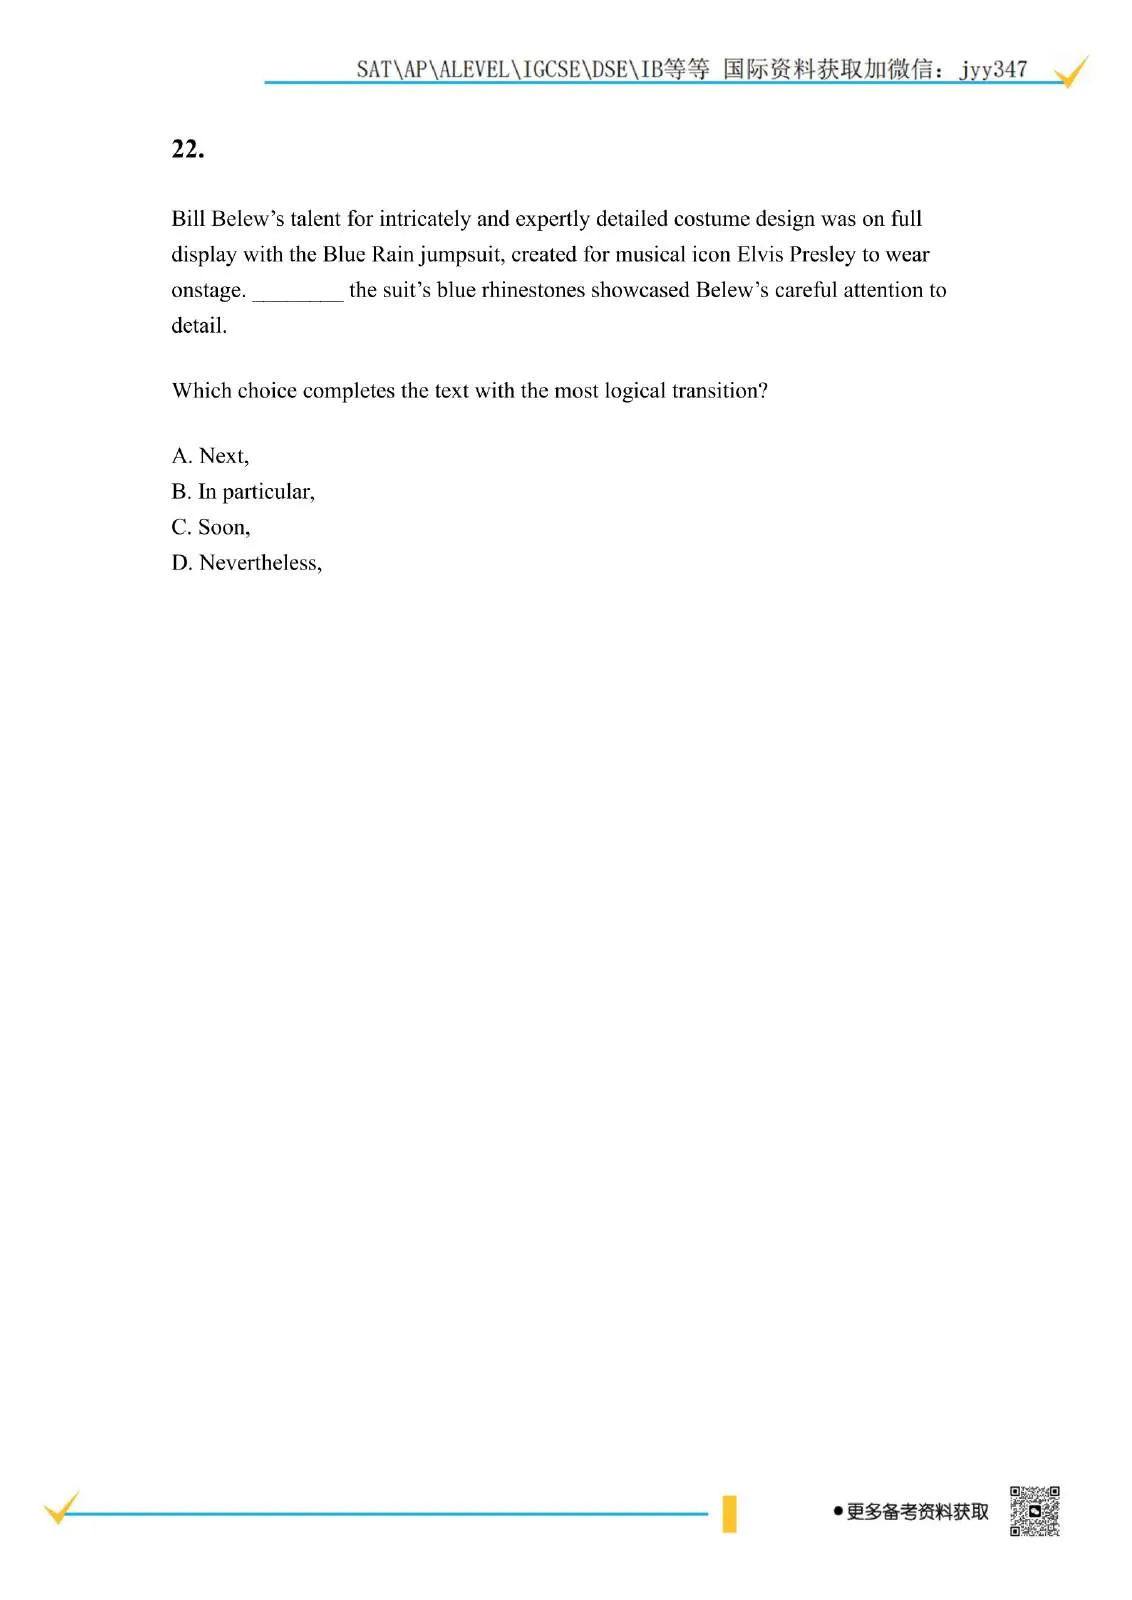 SAT\AP\ALEVEL\IGCSE\DSE\IB等等 国际资料获取加微信：jyy347
22.
Bill Belew’s talent for intricately and expertly detailed costume design was on full
display with the Blue Rain jumpsuit, created for musical icon Elvis Presley to wear
onstage. ________ the suit’s blue rhinestones showcased Belew’s careful attention to
detail.
Which choice completes the text with the most logical transition?
A. Next,
B. In particular,
C. Soon,
D. Nevertheless,
•更多备考资料获取